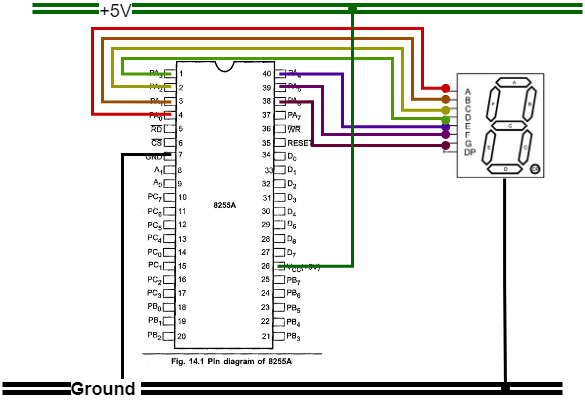 +5V
PA3 1 40 PA4
PA2 2 39 PA5
PA1 3 38 PA6
PA0 4 37 PA7
RD 5 36 WR
CS 6 35 RESET
GND 7 34 D0
A1 8 33 D1
A0 9 32 D2
PC7 10 31 D3
PC6 11 30 D4
PC5 12 29 D5
PC4 13 28 D6
PC0 14 27 D7
PC1 15 26 VCC(+5V)
PC2 16 25 PB7
PC3 17 24 PB6
PB0 18 23 PB5
PB1 19 22 PB4
PB2 20 21 PB3
8255A
Fig. 14.1 Pin diagram of 8255A
A
B
C
D
E
F
G
DP
A
F B
E C
D
Ground